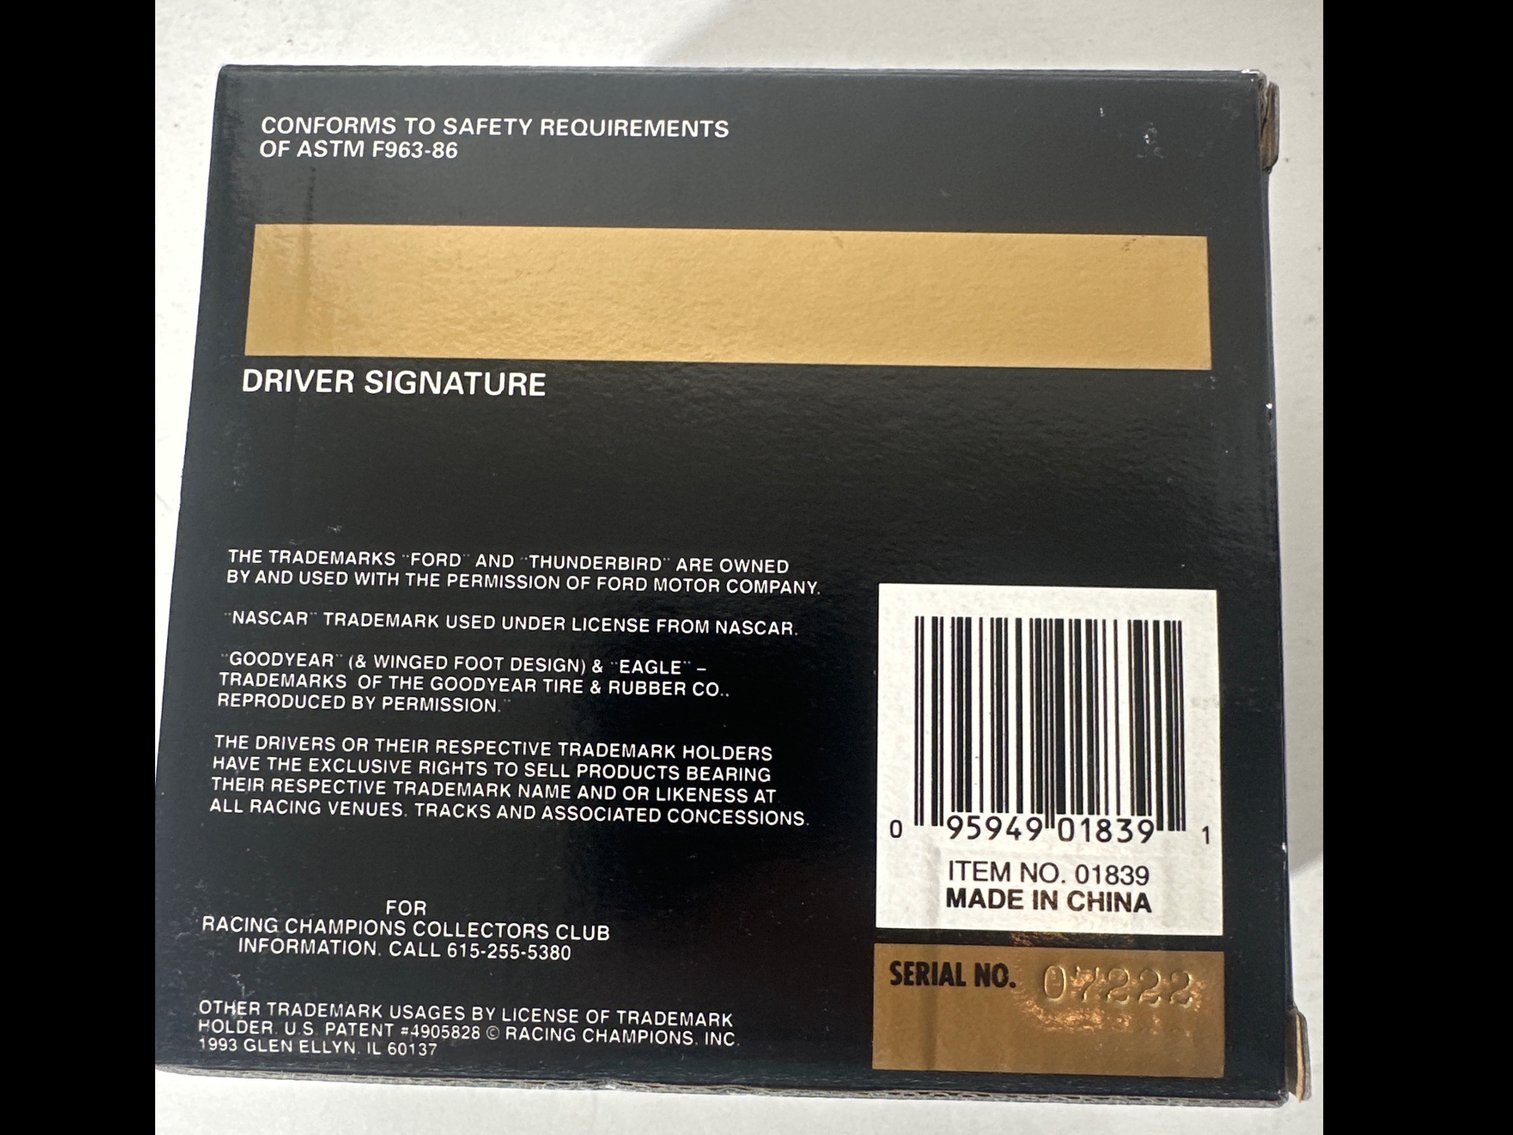 CONFORMS TO SAFETY REQUIREMENTS
OF ASTM F963-86
DRIVER SIGNATURE
THE TRADEMARKS "FORD" AND "THUNDERBIRD" ARE OWNED
BY AND USED WITH THE PERMISSION OF FORD MOTOR COMPANY.
"NASCAR" TRADEMARK USED UNDER LICENSE FROM NASCAR.
"GOODYEAR" (& WINGED FOOT DESIGN) & "EAGLE" –
TRADEMARKS OF THE GOODYEAR TIRE & RUBBER CO..
REPRODUCED BY PERMISSION."
THE DRIVERS OR THEIR RESPECTIVE TRADEMARK HOLDERS
HAVE THE EXCLUSIVE RIGHTS TO SELL PRODUCTS BEARING
THEIR RESPECTIVE TRADEMARK NAME AND OR LIKENESS AT
ALL RACING VENUES. TRACKS AND ASSOCIATED CONCESSIONS.
FOR
RACING CHAMPIONS COLLECTORS CLUB
INFORMATION. CALL 615-255-5380
OTHER TRADEMARK USAGES BY LICENSE OF TRADEMARK
HOLDER. U.S. PATENT #4905828 © RACING CHAMPIONS. INC.
1993 GLEN ELLYN. IL 60137
0 95949 01839 1
ITEM NO. 01839
MADE IN CHINA
SERIAL NO. 07222